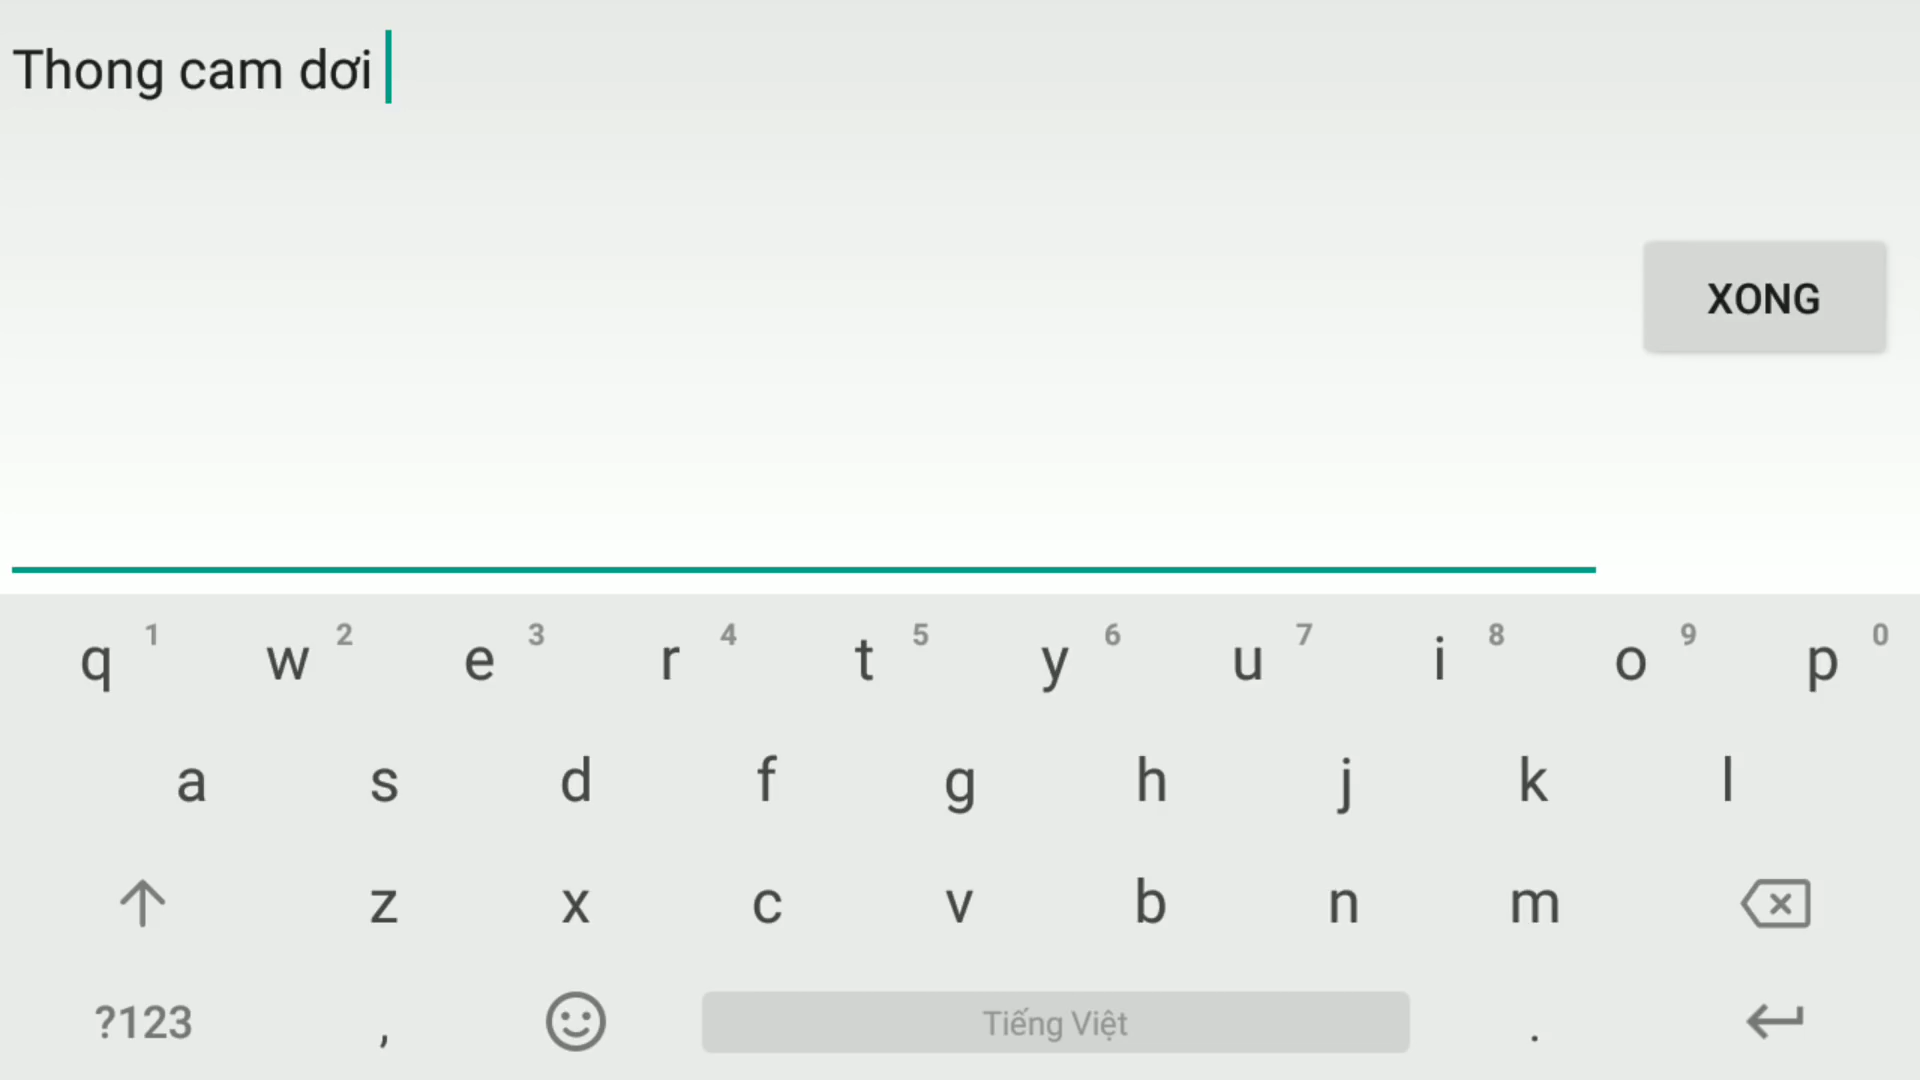 Thong cam dơi
XONG
q 1 w 2 e 3 r 4 t 5 y 6 u 7 i 8 o 9 p 0
a s d f g h j k l
z x c v b n m
?123 , Tiếng Việt .